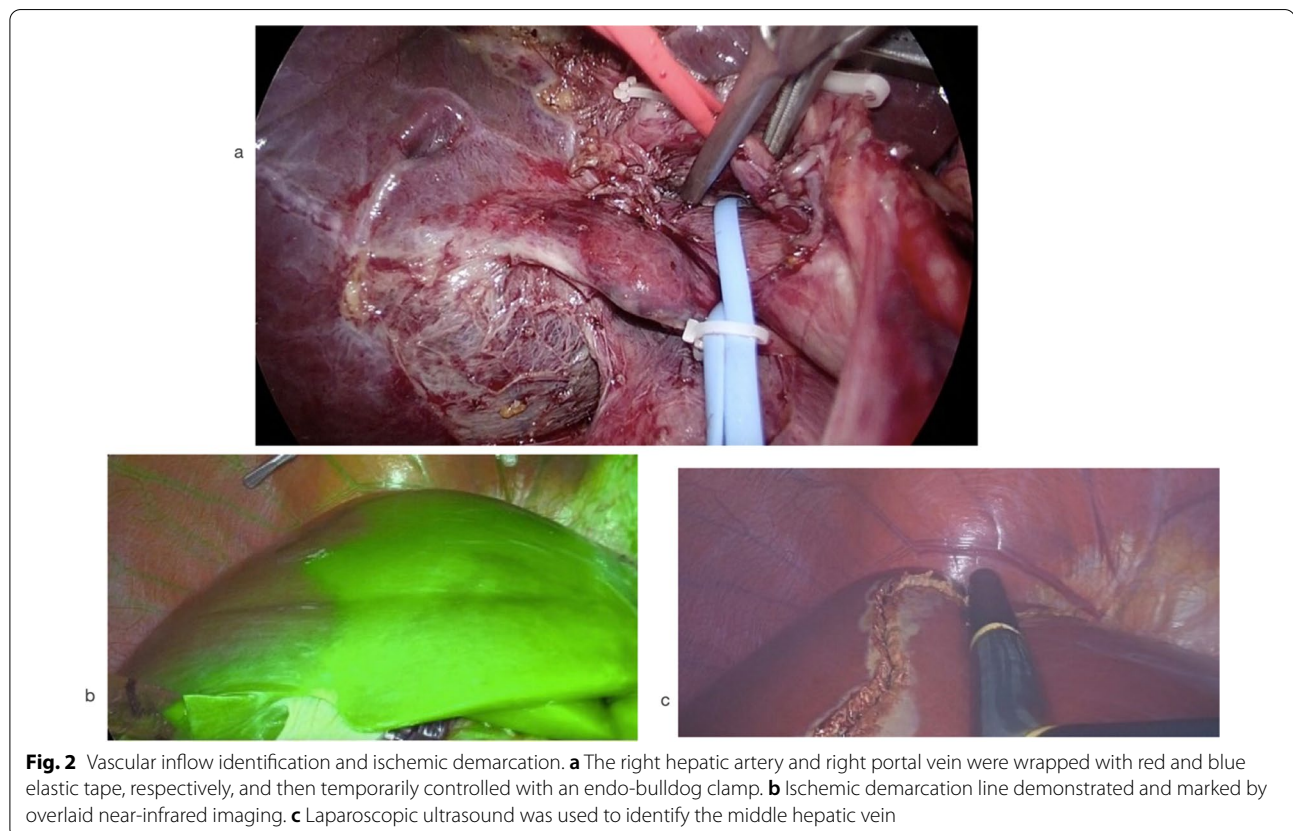 a
b
c
Fig. 2 Vascular inflow identification and ischemic demarcation. a The right hepatic artery and right portal vein were wrapped with red and blue
elastic tape, respectively, and then temporarily controlled with an endo-bulldog clamp. b Ischemic demarcation line demonstrated and marked by
overlaid near-infrared imaging. c Laparoscopic ultrasound was used to identify the middle hepatic vein